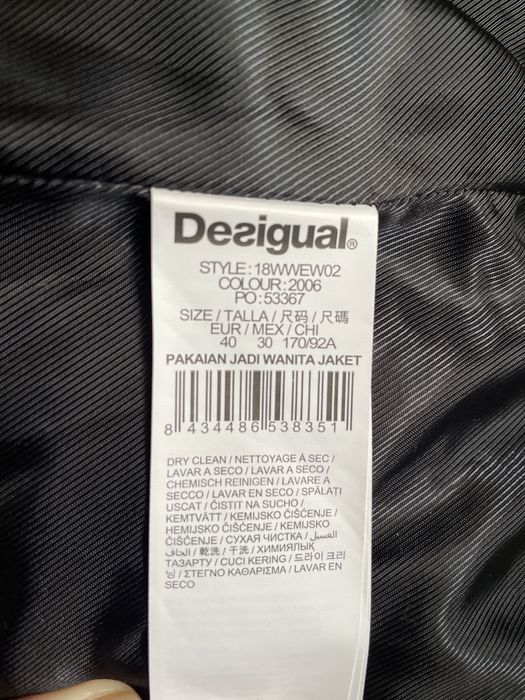 Desigual®
STYLE:18WWEW02
COLOUR:2006
PO:53367
SIZE / TALLA / 尺码 / 尺碼
EUR / MEX / CHI
40 30 170/92A
PAKAIAN JADI WANITA JAKET
8 434486 538351
DRY CLEAN / NETTOYAGE À SEC /
LAVAR A SECO / LAVAR A SECO /
CHEMISCH REINIGEN / LAVARE A
SECCO / LAVAR EN SECO / SPĂLAȚI
USCAT / ČISTIT NA SUCHO /
KEMTVÄTT / KEMIJSKO ČIŠČENJE /
HEMIJSKO ČIŠĆENJE / KEMIJSKO
ČIŠĆENJE / СУХАЯ ЧИСТКА / الغسيل
الجاف / 乾洗 / 干洗 / ХИМИЯЛЫҚ
ТАЗАРТУ / CUCI KERING / 드라이 크리
닝 / ΣΤΕΓΝΟ ΚΑΘΑΡΙΣΜΑ / LAVAR EN
SECO